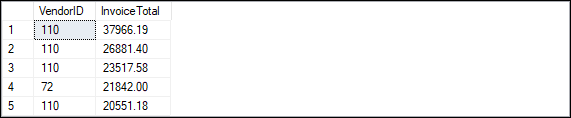 VendorID InvoiceTotal
1 110 37966.19
2 110 26881.40
3 110 23517.58
4 72 21842.00
5 110 20551.18